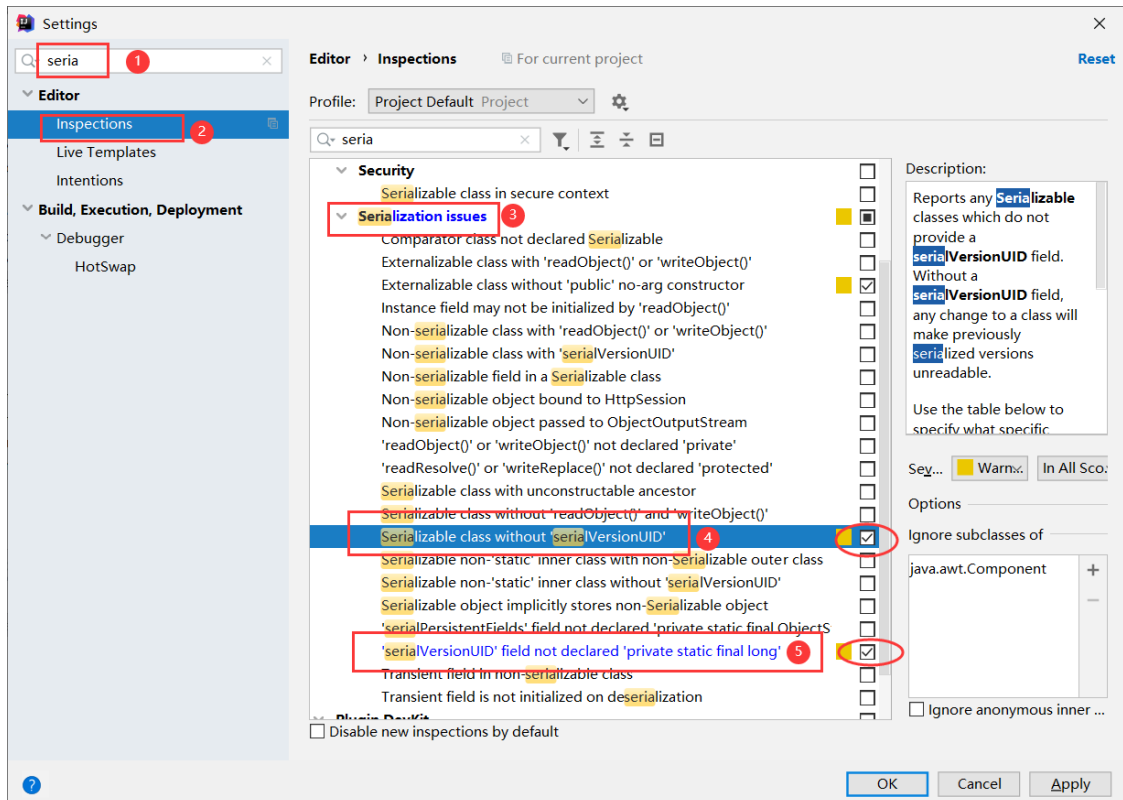 Settings
seria
1
Editor
Inspections
2
Live Templates
Intentions
Build, Execution, Deployment
Debugger
HotSwap
Editor › Inspections
For current project
Reset
Profile: Project Default Project
seria
Security
Serializable class in secure context
Serialization issues
3
Comparator class not declared Serializable
Externalizable class with 'readObject()' or 'writeObject()'
Externalizable class without 'public' no-arg constructor
Instance field may not be initialized by 'readObject()'
Non-serializable class with 'readObject()' or 'writeObject()'
Non-serializable class with 'serialVersionUID'
Non-serializable field in a Serializable class
Non-serializable object bound to HttpSession
Non-serializable object passed to ObjectOutputStream
'readObject()' or 'writeObject()' not declared 'private'
'readResolve()' or 'writeReplace()' not declared 'protected'
Serializable class with unconstructable ancestor
Serializable class without 'readObject()' and 'writeObject()'
Serializable class without 'serialVersionUID'
4
Serializable non-'static' inner class with non-Serializable outer class
Serializable non-'static' inner class without 'serialVersionUID'
Serializable object implicitly stores non-Serializable object
'serialPersistentFields' field not declared 'private static final ObjectS
'serialVersionUID' field not declared 'private static final long'
5
Transient field in non-serializable class
Transient field is not initialized on deserialization
Plugin DevKit
Disable new inspections by default
Description:
Reports any Serializable
classes which do not
provide a
serialVersionUID field.
Without a
serialVersionUID field,
any change to a class will
make previously
serialized versions
unreadable.
Use the table below to
specify what specific
Sev...
Warn
In All Sco
Options
Ignore subclasses of
java.awt.Component
Ignore anonymous inner ...
?
OK
Cancel
Apply